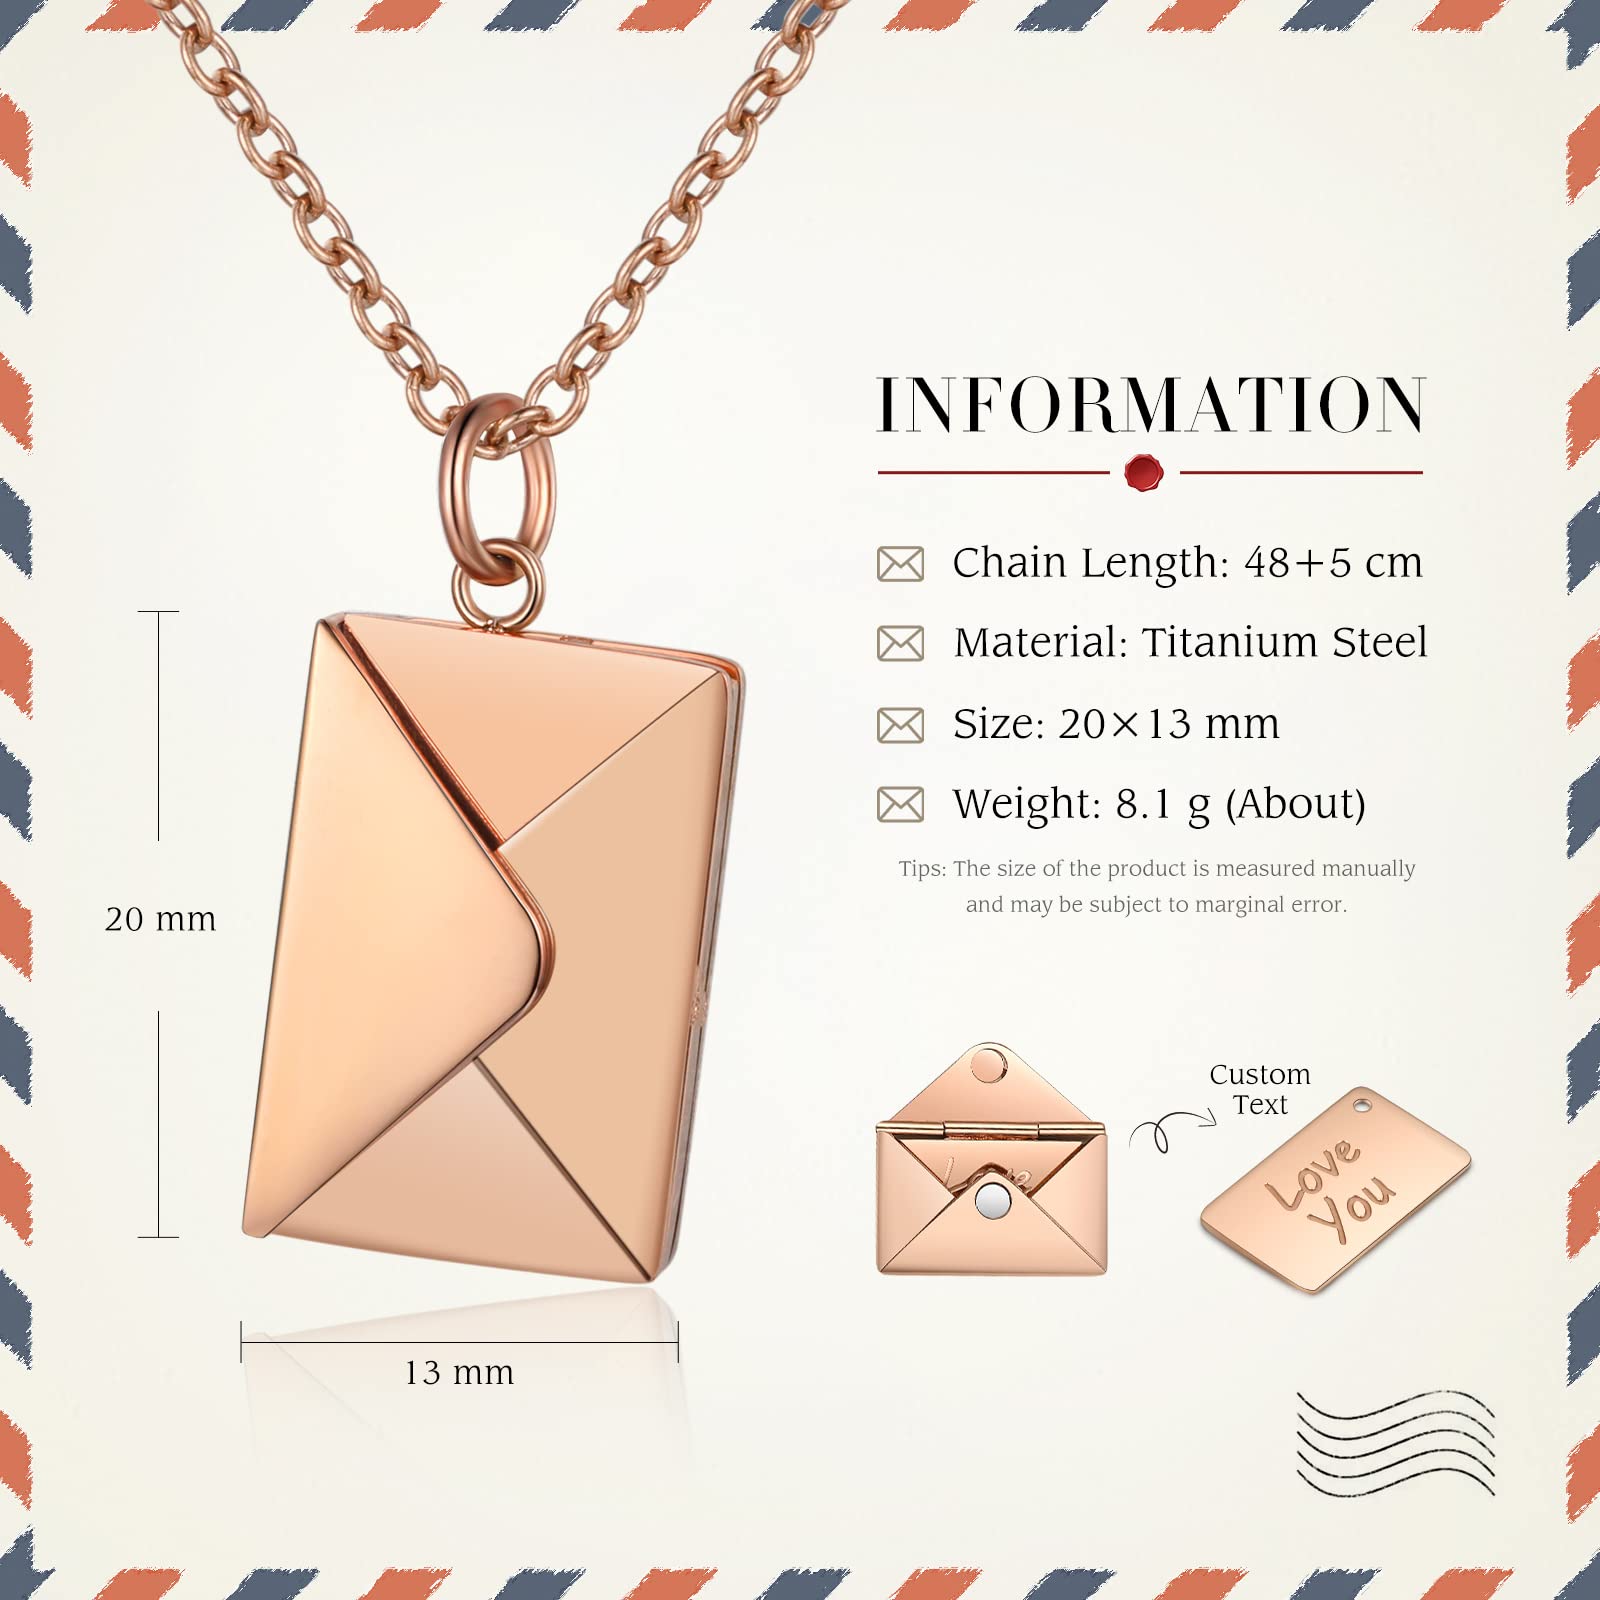 INFORMATION
Chain Length: 48+5 cm
Material: Titanium Steel
Size: 20×13 mm
Weight: 8.1 g (About)
Tips: The size of the product is measured manually
and may be subject to marginal error.
20 mm
13 mm
Custom
Text
Love
Love
You